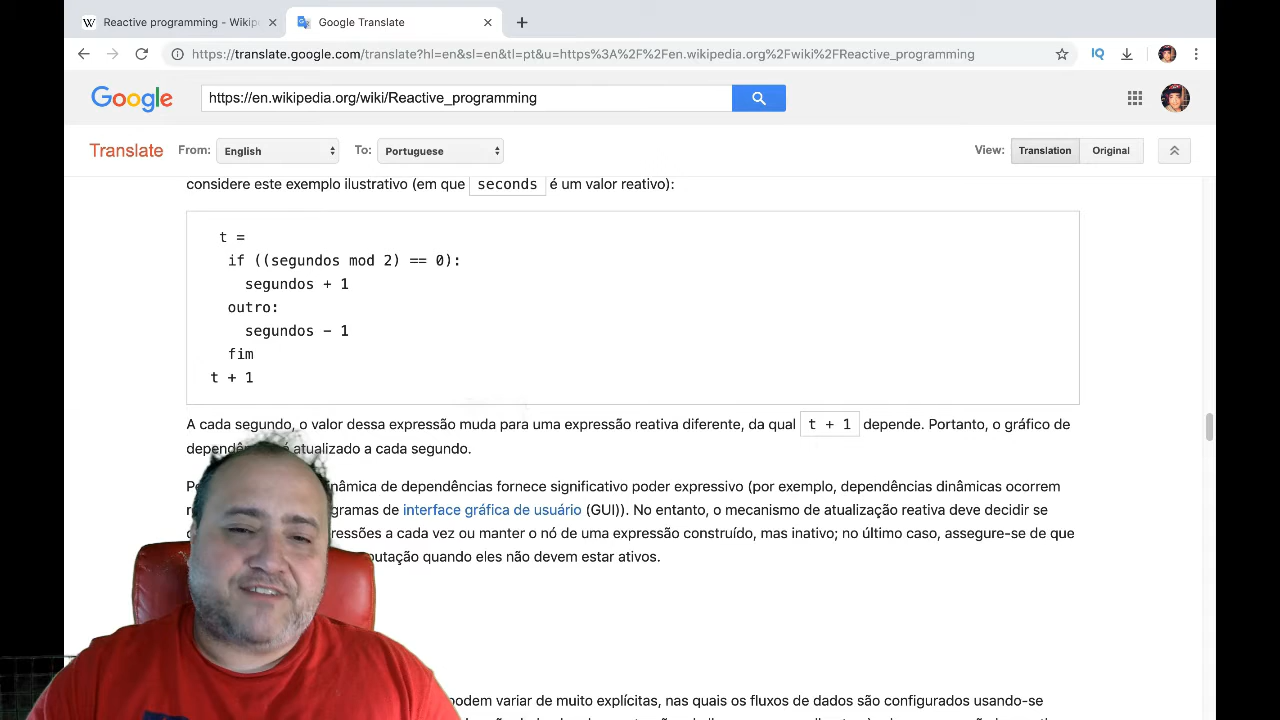 Reactive programming - Wikip
Google Translate
https://translate.google.com/translate?hl=en&sl=en&tl=pt&u=https%3A%2F%2Fen.wikipedia.org%2Fwiki%2FReactive_programming
IQ
Google https://en.wikipedia.org/wiki/Reactive_programming
Translate From: English To: Portuguese View: Translation Original
considere este exemplo ilustrativo (em que seconds é um valor reativo):
t =
if ((segundos mod 2) == 0):
segundos + 1
outro:
segundos - 1
fim
t + 1
A cada segundo, o valor dessa expressão muda para uma expressão reativa diferente, da qual t + 1 depende. Portanto, o gráfico de
é atualizado a cada segundo.
dinâmica de dependências fornece significativo poder expressivo (por exemplo, dependências dinâmicas ocorrem
interface gráfica de usuário (GUI)). No entanto, o mecanismo de atualização reativa deve decidir se
a cada vez ou manter o nó de uma expressão construído, mas inativo; no último caso, assegure-se de que
quando eles não devem estar ativos.
podem variar de muito explícitas, nas quais os fluxos de dados são configurados usando-se